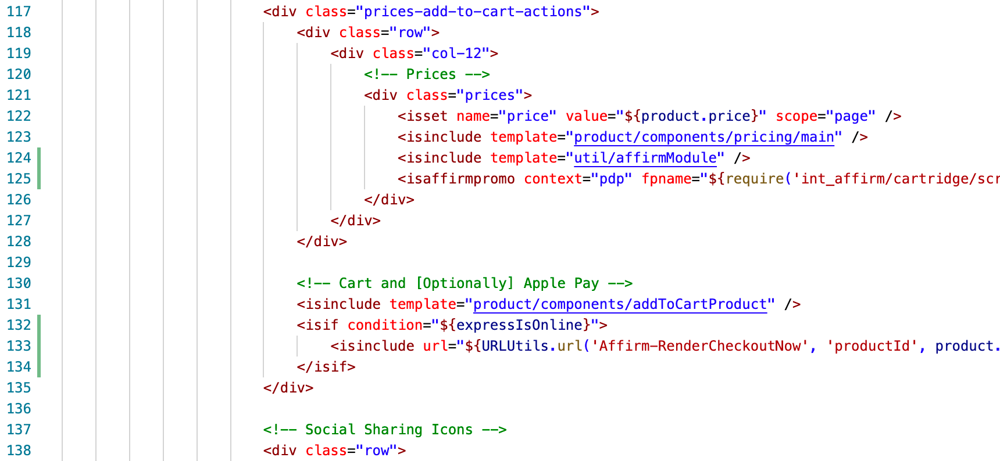 117 <div class="prices-add-to-cart-actions">
118 <div class="row">
119 <div class="col-12">
120 <!-- Prices -->
121 <div class="prices">
122 <isset name="price" value="${product.price}" scope="page" />
123 <isinclude template="product/components/pricing/main" />
124 <isinclude template="util/affirmModule" />
125 <isaffirmpromo context="pdp" fpname="${require('int_affirm/cartridge/scr
126 </div>
127 </div>
128 </div>
129
130 <!-- Cart and [Optionally] Apple Pay -->
131 <isinclude template="product/components/addToCartProduct" />
132 <isif condition="${expressIsOnline}">
133 <isinclude url="${URLUtils.url('Affirm-RenderCheckoutNow', 'productId', product.
134 </isif>
135 </div>
136
137 <!-- Social Sharing Icons -->
138 <div class="row">